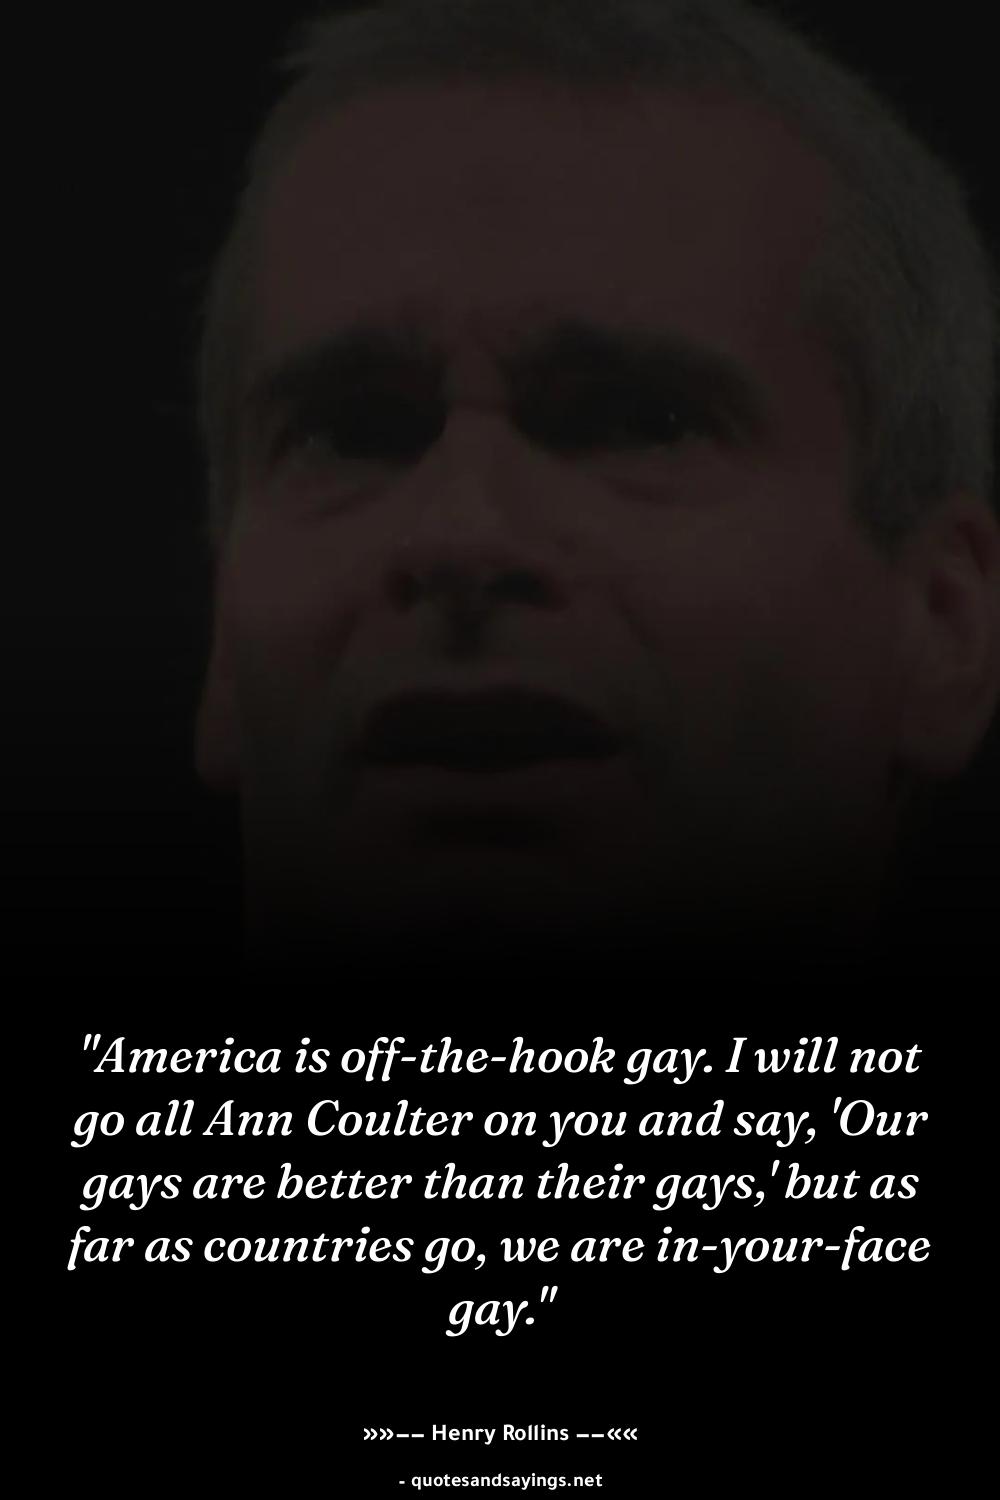 "America is off-the-hook gay. I will not
go all Ann Coulter on you and say, 'Our
gays are better than their gays,' but as
far as countries go, we are in-your-face
gay."
»»–– Henry Rollins ––««
- quotesandsayings.net